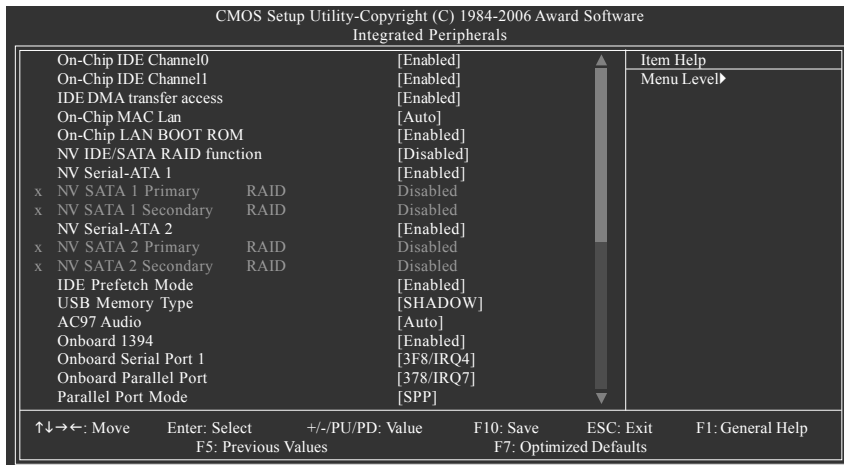 CMOS Setup Utility-Copyright (C) 1984-2006 Award Software
Integrated Peripherals
On-Chip IDE Channel0 [Enabled]
On-Chip IDE Channel1 [Enabled]
IDE DMA transfer access [Enabled]
On-Chip MAC Lan [Auto]
On-Chip LAN BOOT ROM [Enabled]
NV IDE/SATA RAID function [Disabled]
NV Serial-ATA 1 [Enabled]
x NV SATA 1 Primary RAID Disabled
x NV SATA 1 Secondary RAID Disabled
NV Serial-ATA 2 [Enabled]
x NV SATA 2 Primary RAID Disabled
x NV SATA 2 Secondary RAID Disabled
IDE Prefetch Mode [Enabled]
USB Memory Type [SHADOW]
AC97 Audio [Auto]
Onboard 1394 [Enabled]
Onboard Serial Port 1 [3F8/IRQ4]
Onboard Parallel Port [378/IRQ7]
Parallel Port Mode [SPP]
Item Help
Menu Level▶
↑↓→←: Move Enter: Select +/-/PU/PD: Value F10: Save ESC: Exit F1: General Help
F5: Previous Values F7: Optimized Defaults